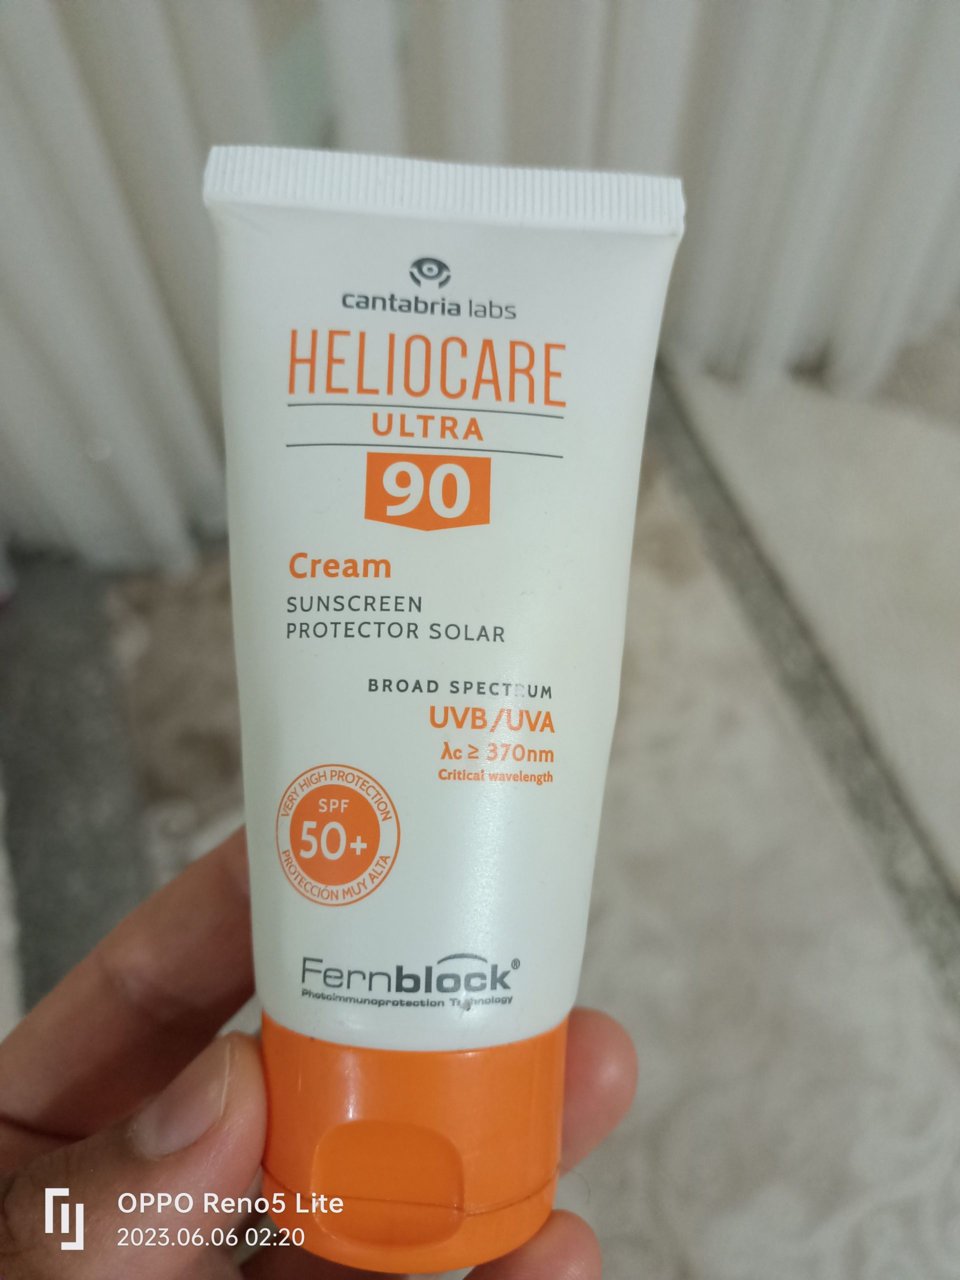 cantabria labs
HELIOCARE
ULTRA
90
Cream
SUNSCREEN
PROTECTOR SOLAR
BROAD SPECTRUM
UVB/UVA
λc ≥ 370nm
Critical wavelength
VERY HIGH PROTECTION
SPF
50+
PROTECCIÓN MUY ALTA
Fernblock®
Photoimmunoprotection Technology
OPPO Reno5 Lite
2023.06.06 02:20